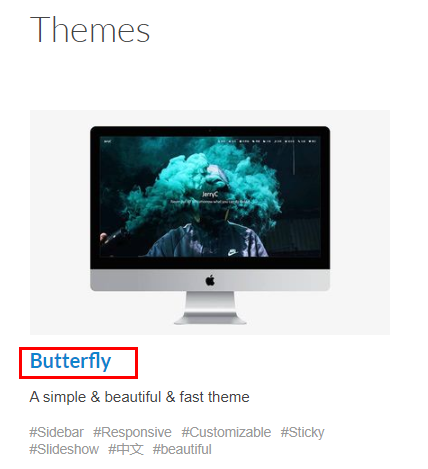 Themes
JerryC
Butterfly
A simple & beautiful & fast theme
#Sidebar #Responsive #Customizable #Sticky
#Slideshow #中文 #beautiful